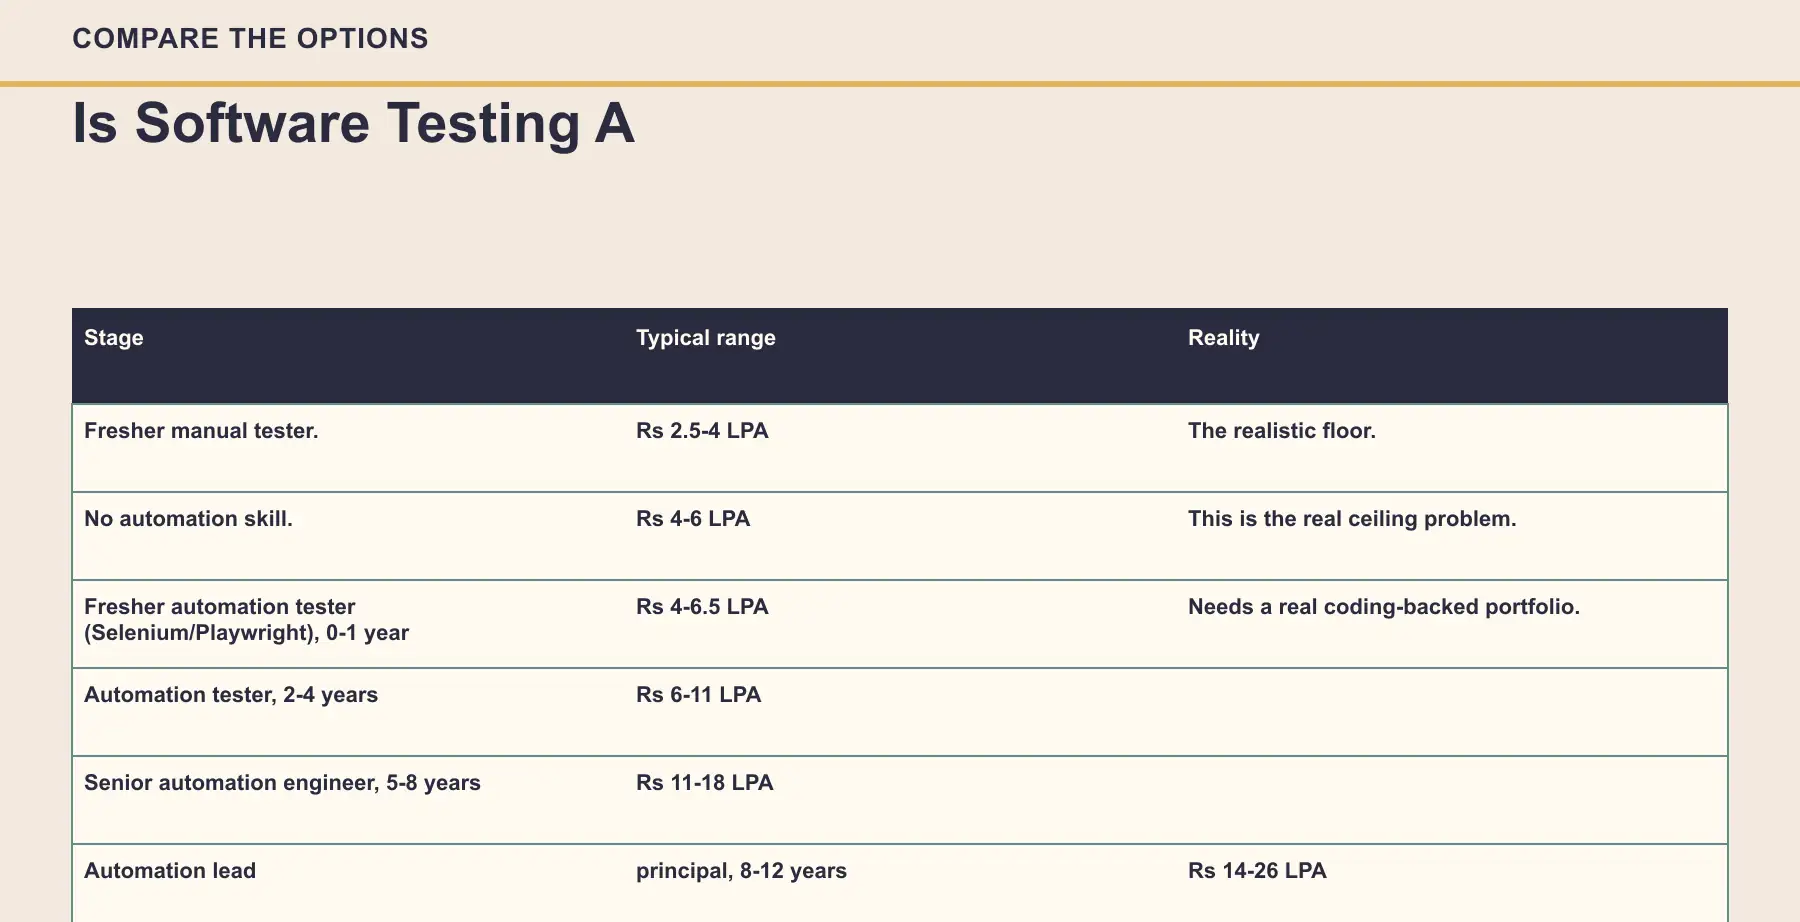 COMPARE THE OPTIONS
Is Software Testing A
Stage Typical range Reality
Fresher manual tester. Rs 2.5-4 LPA The realistic floor.
No automation skill. Rs 4-6 LPA This is the real ceiling problem.
Fresher automation tester Rs 4-6.5 LPA Needs a real coding-backed portfolio.
(Selenium/Playwright), 0-1 year
Automation tester, 2-4 years Rs 6-11 LPA
Senior automation engineer, 5-8 years Rs 11-18 LPA
Automation lead principal, 8-12 years Rs 14-26 LPA